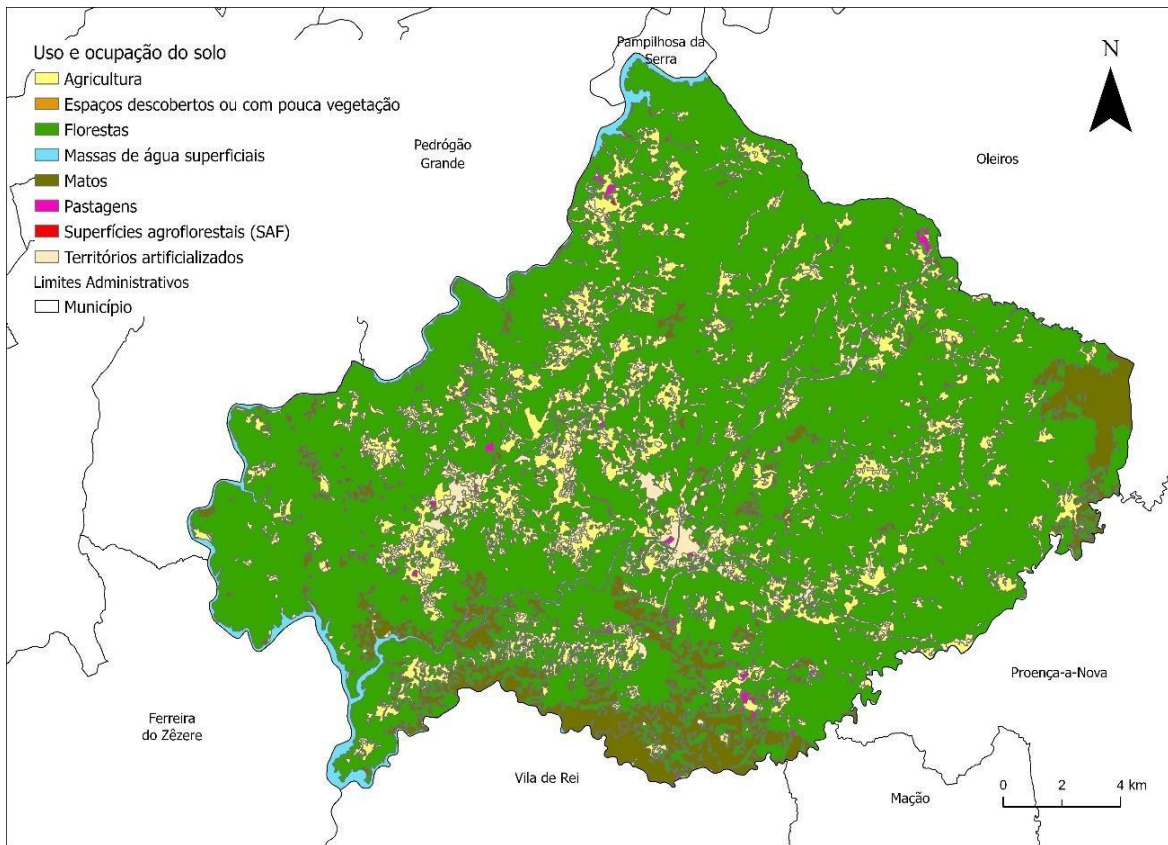 Uso e ocupação do solo
Agricultura
Espaços descobertos ou com pouca vegetação
Florestas
Massas de água superficiais
Matos
Pastagens
Superfícies agroflorestais (SAF)
Territórios artificializados
Limites Administrativos
Município
Pampilhosa da
Serra
N
Pedrógão
Grande
Oleiros
Proença-a-Nova
Ferreira
do Zêzere
Vila de Rei
Mação
0 2 4 km